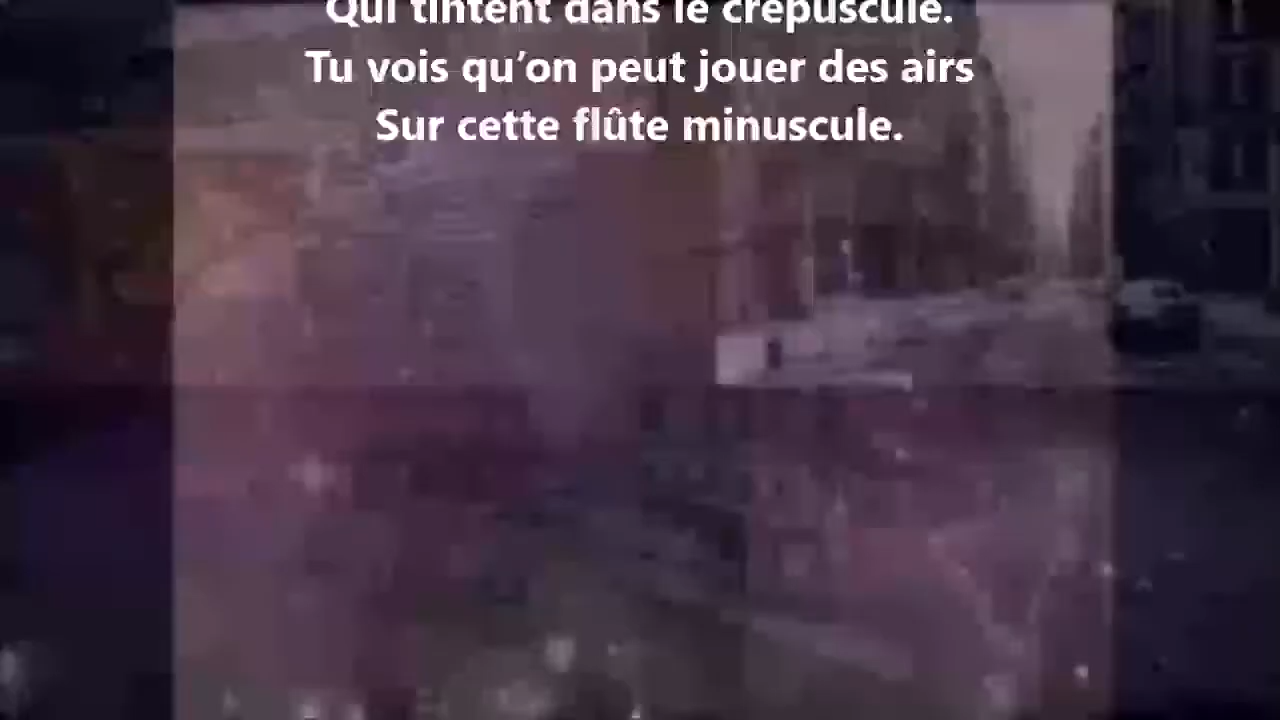 Qui tintent dans le crépuscule.
Tu vois qu’on peut jouer des airs
Sur cette flûte minuscule.